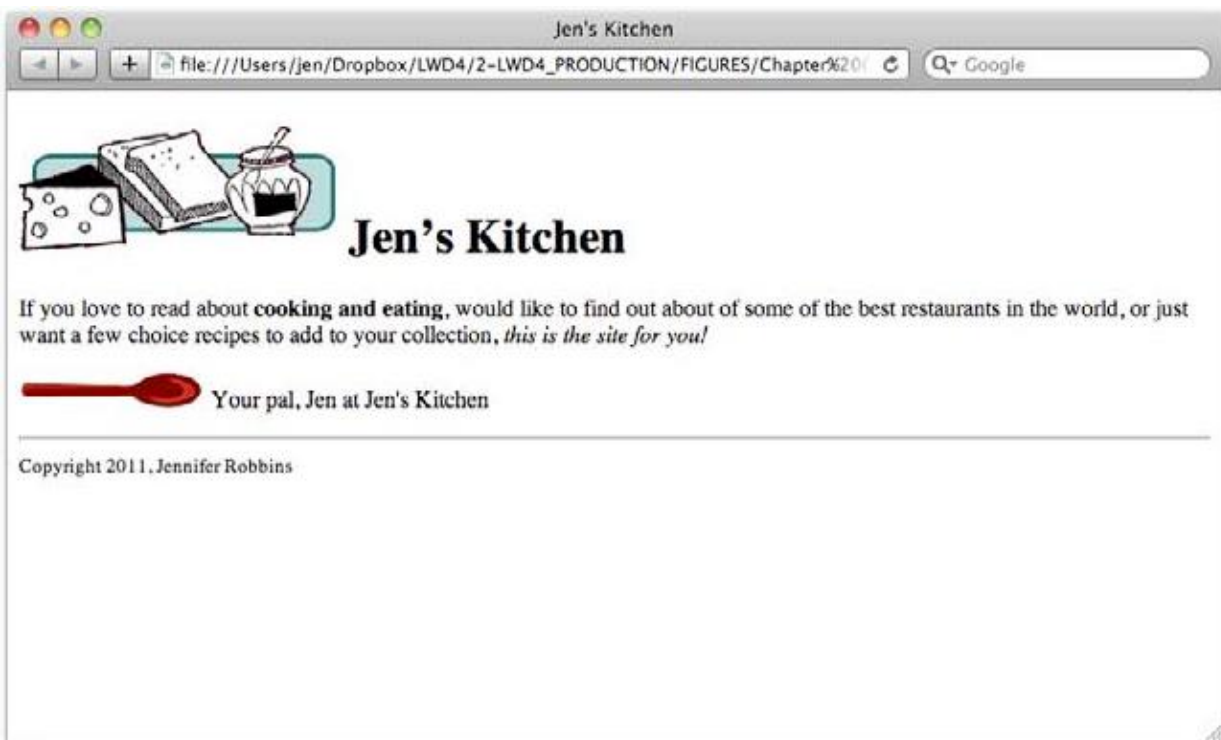 Jen's Kitchen
file:///Users/jen/Dropbox/LWD4/2-LWD4_PRODUCTION/FIGURES/Chapter%20
Google
Jen’s Kitchen
If you love to read about cooking and eating, would like to find out about of some of the best restaurants in the world, or just
want a few choice recipes to add to your collection, this is the site for you!
Your pal, Jen at Jen's Kitchen
Copyright 2011, Jennifer Robbins